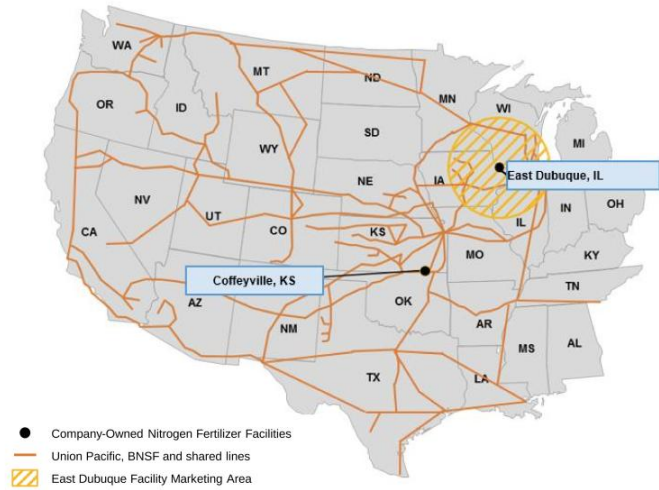 WA
MT
ND
MN
WI
OR
ID
SD
MI
WY
East Dubuque, IL
NE
IA
NV
UT
IL
IN
OH
CA
CO
KS
MO
KY
Coffeyville, KS
TN
AZ
OK
AR
NM
MS
AL
TX
LA
Company-Owned Nitrogen Fertilizer Facilities
Union Pacific, BNSF and shared lines
East Dubuque Facility Marketing Area